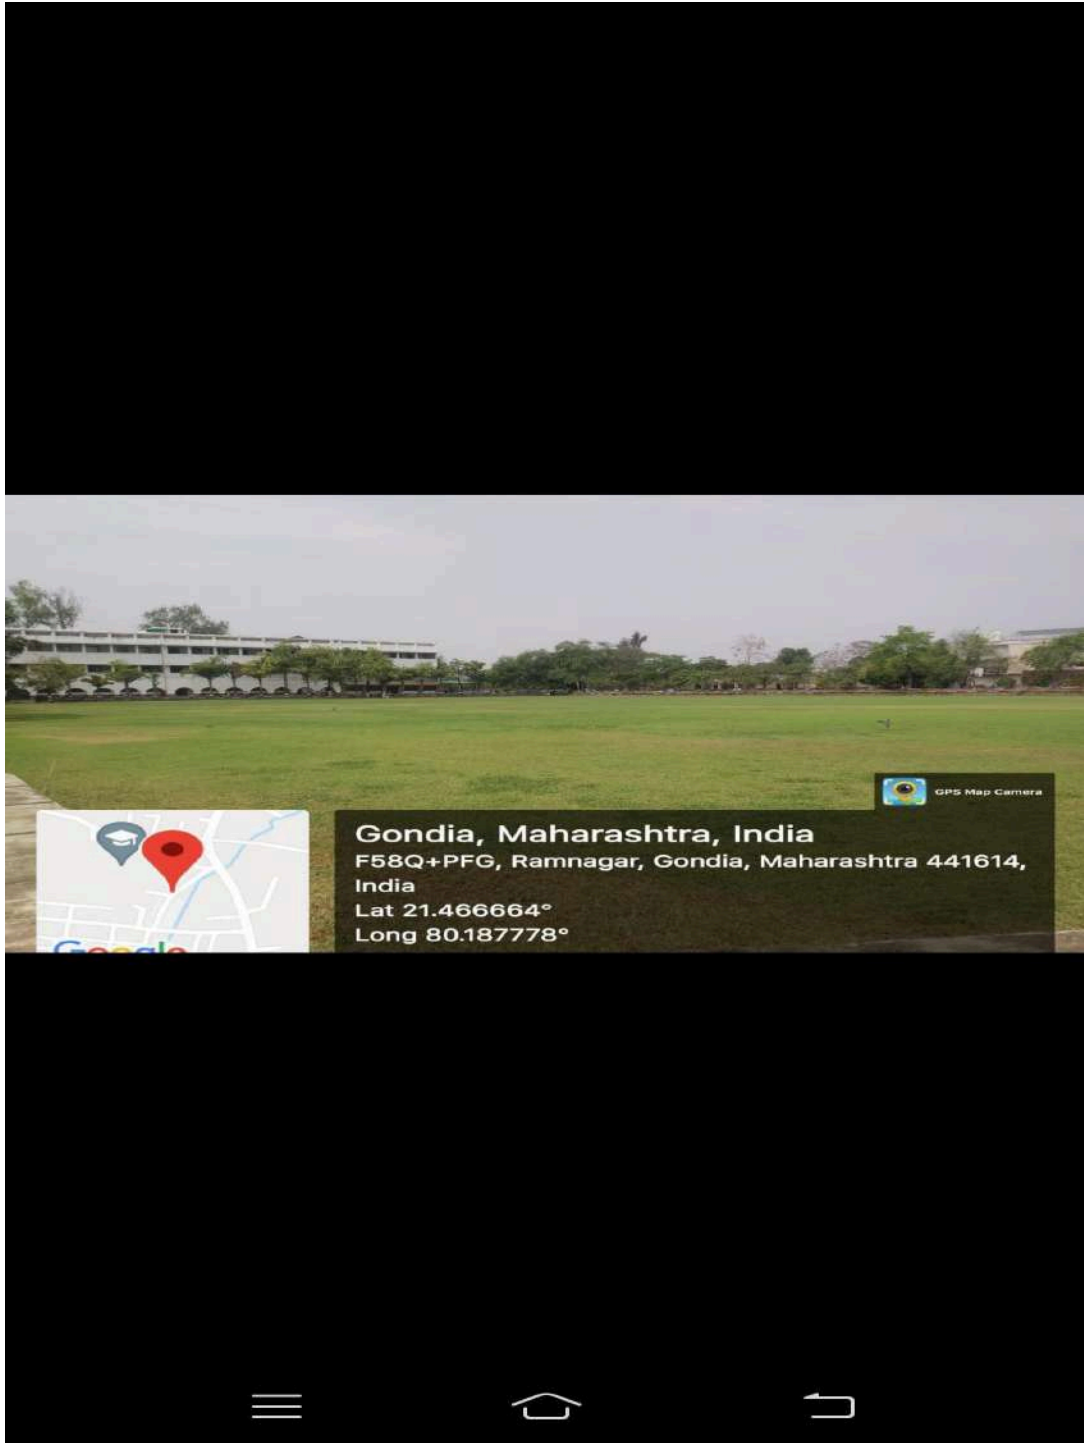 GPS Map Camera
Gondia, Maharashtra, India
F58Q+PFG, Ramnagar, Gondia, Maharashtra 441614,
India
Lat 21.466664°
Long 80.187778°
Google